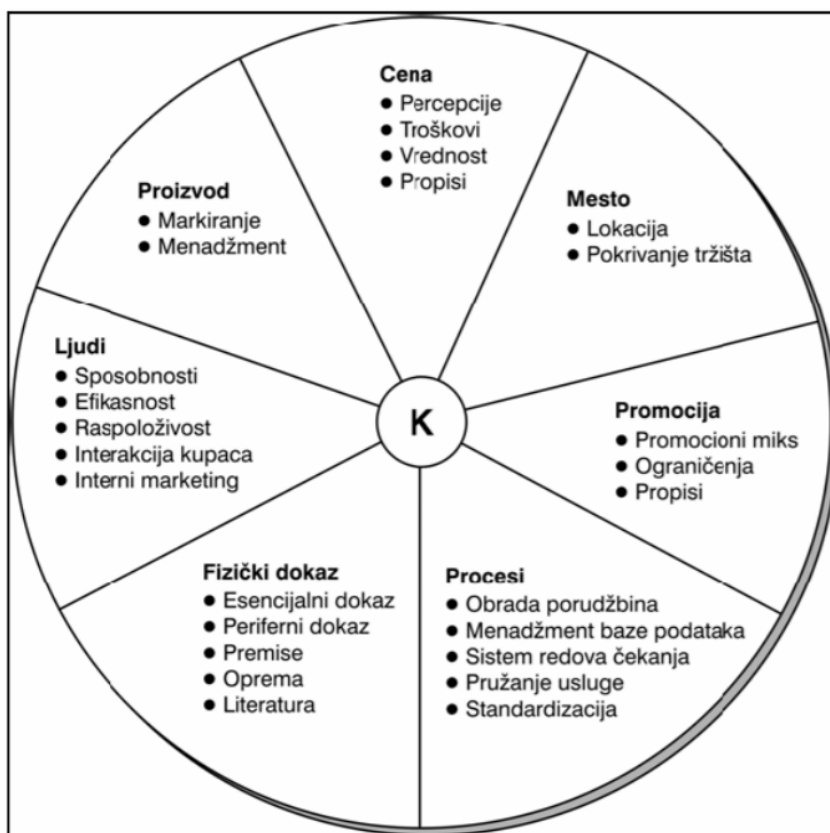 Cena
● Percepcije
● Troškovi
● Vrednost
● Propisi
Mesto
● Lokacija
● Pokrivanje tržišta
Promocija
● Promocioni miks
● Ograničenja
● Propisi
Procesi
● Obrada porudžbina
● Menadžment baze podataka
● Sistem redova čekanja
● Pružanje usluge
● Standardizacija
Fizički dokaz
● Esencijalni dokaz
● Periferni dokaz
● Premise
● Oprema
● Literatura
Ljudi
● Sposobnosti
● Efikasnost
● Raspoloživost
● Interakcija kupaca
● Interni marketing
Proizvod
● Markiranje
● Menadžment
K